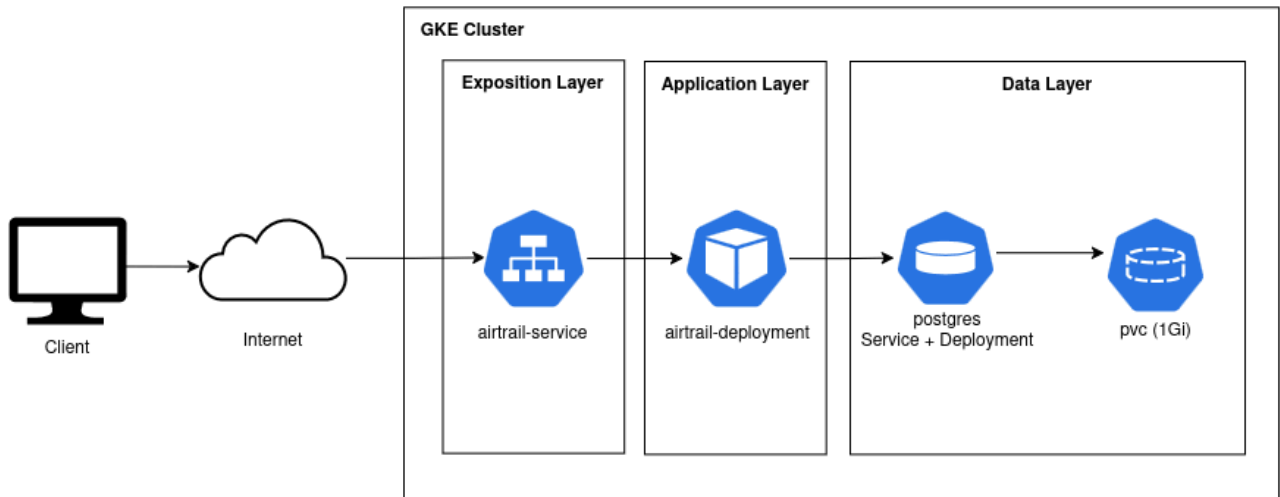 GKE Cluster
Exposition Layer
Application Layer
Data Layer
Client
Internet
airtrail-service
airtrail-deployment
postgres
Service + Deployment
pvc (1Gi)